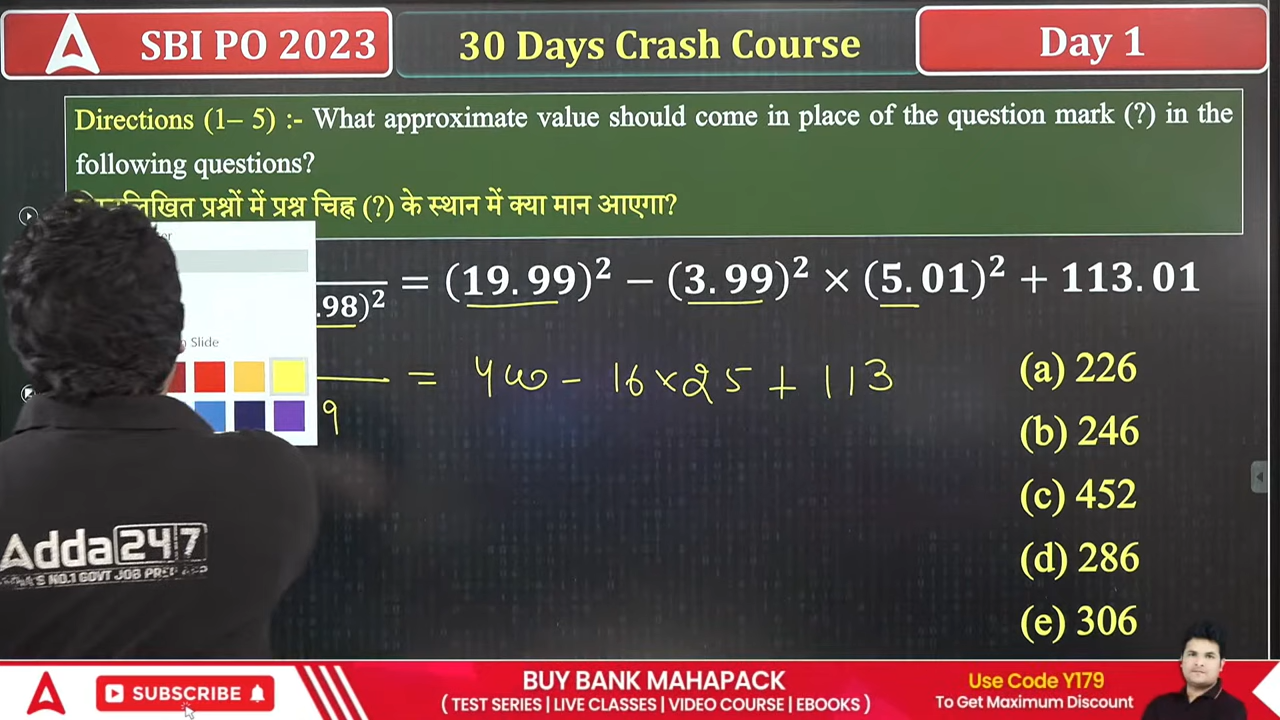 SBI PO 2023
30 Days Crash Course
Day 1
Directions (1– 5) :- What approximate value should come in place of the question mark (?) in the
following questions?
प्रश्नों में प्रश्न चिह्न (?) के स्थान में क्या मान आएगा?
.98)² = (19.99)² − (3.99)² × (5.01)² + 113.01
Slide
9 = 400 − 16×25 + 113
(a) 226
(b) 246
(c) 452
(d) 286
(e) 306
Adda247
SUBSCRIBE
BUY BANK MAHAPACK
( TEST SERIES | LIVE CLASSES | VIDEO COURSE | EBOOKS )
Use Code Y179
To Get Maximum Discount